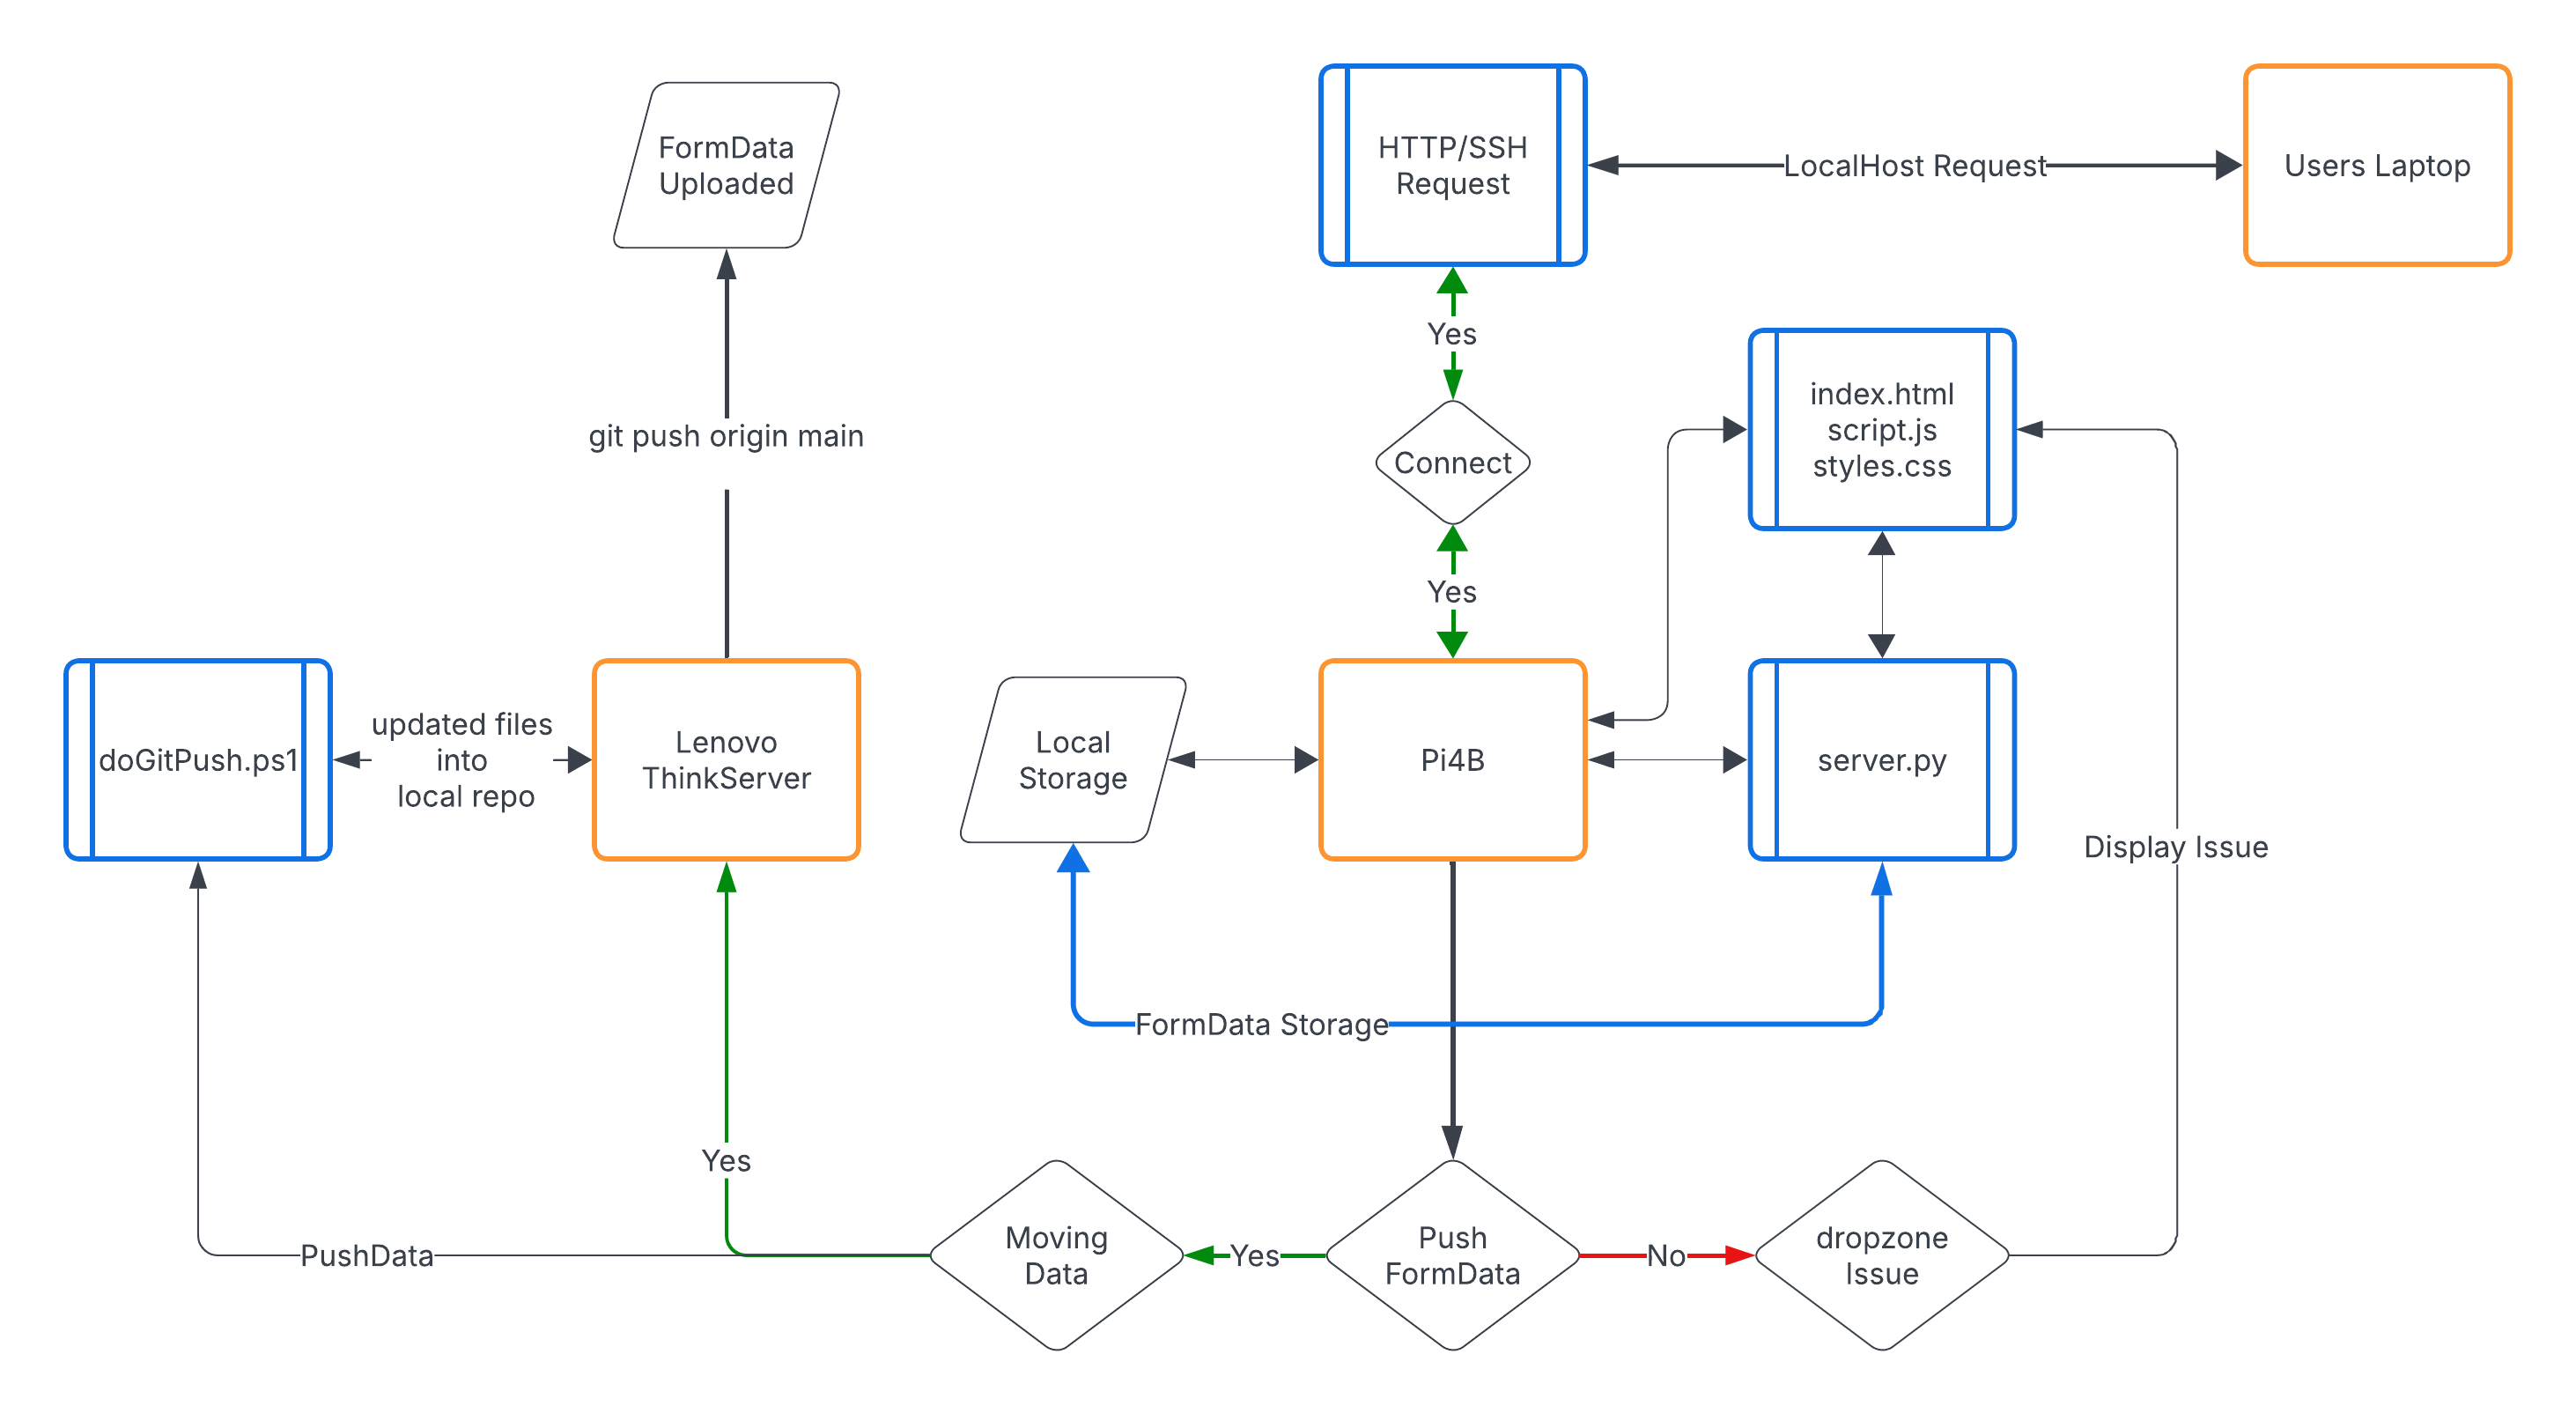 FormData
Uploaded
HTTP/SSH
Request
LocalHost Request
Users Laptop
Yes
index.html
script.js
styles.css
git push origin main
Connect
Yes
doGitPush.ps1
updated files
into
local repo
Lenovo
ThinkServer
Local
Storage
Pi4B
server.py
Display Issue
FormData Storage
Yes
PushData
Moving
Data
Yes
Push
FormData
No
dropzone
Issue